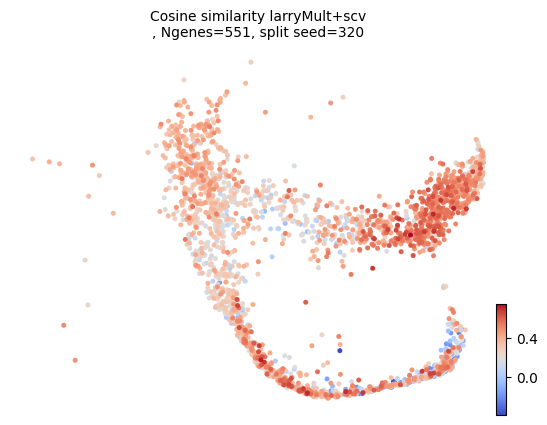 Cosine similarity larryMult+scv
, Ngenes=551, split seed=320
0.4
0.0